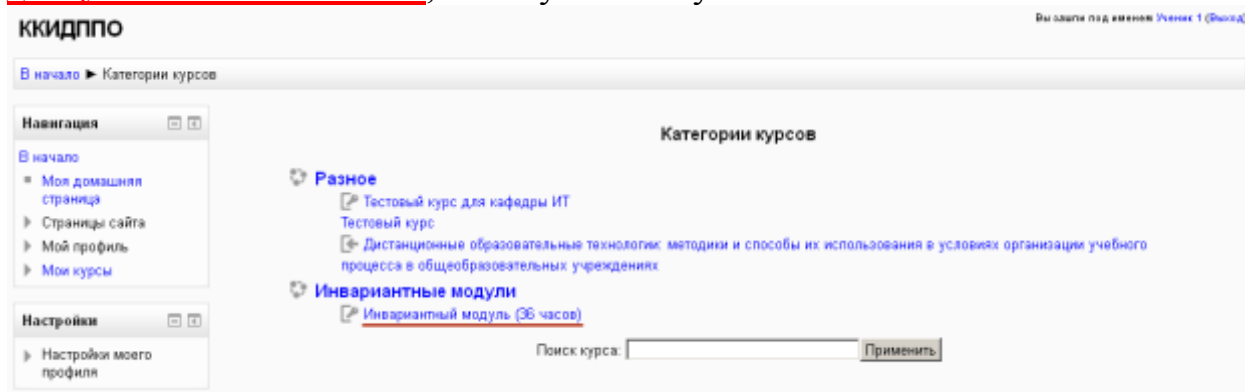 ККИДППО
Вы зашли под именем Ученик 1 (Выход)
В начало ► Категории курсов
Навигация
В начало
Моя домашняя
страница
Страницы сайта
Мой профиль
Мои курсы
Настройки
Настройки моего
профиля
Категории курсов
Разное
Тестовый курс для кафедры ИТ
Тестовый курс
Дистанционные образовательные технологии: методики и способы их использования в условиях организации учебного
процесса в общеобразовательных учреждениях
Инвариантные модули
Инвариантный модуль (36 часов)
Поиск курса:
Применить